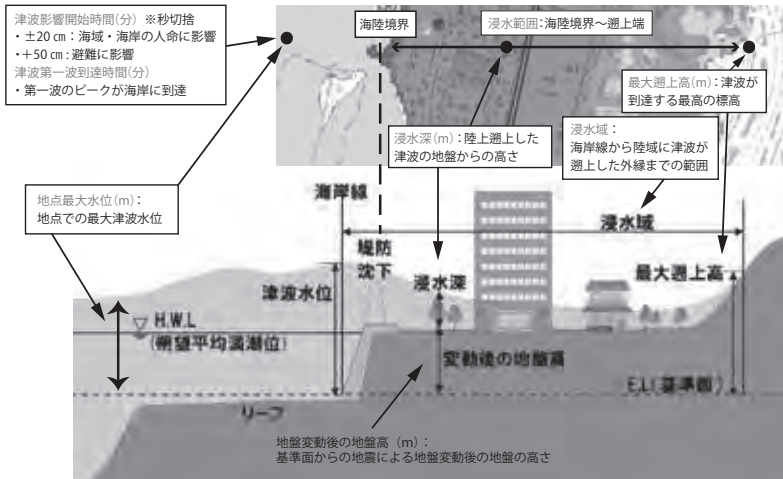 津波影響開始時間(分) ※秒切捨
・±20 ㎝：海域・海岸の人命に影響
・+50 ㎝ : 避難に影響
津波第一波到達時間(分)
・第一波のピークが海岸に到達
海陸境界
浸水範囲：海陸境界～遡上端
最大遡上高(m)：津波が
到達する最高の標高
浸水深(m)：陸上遡上した
津波の地盤からの高さ
浸水域：
海岸線から陸域に津波が
遡上した外縁までの範囲
地点最大水位(m)：
地点での最大津波水位
海岸線
浸水域
堤防
沈下
津波水位
浸水深
最大遡上高
H.W.L
(朔望平均満潮位)
変動後の地盤高
E.L(基準面)
リーフ
地盤変動後の地盤高（m）：
基準面からの地震による地盤変動後の地盤の高さ